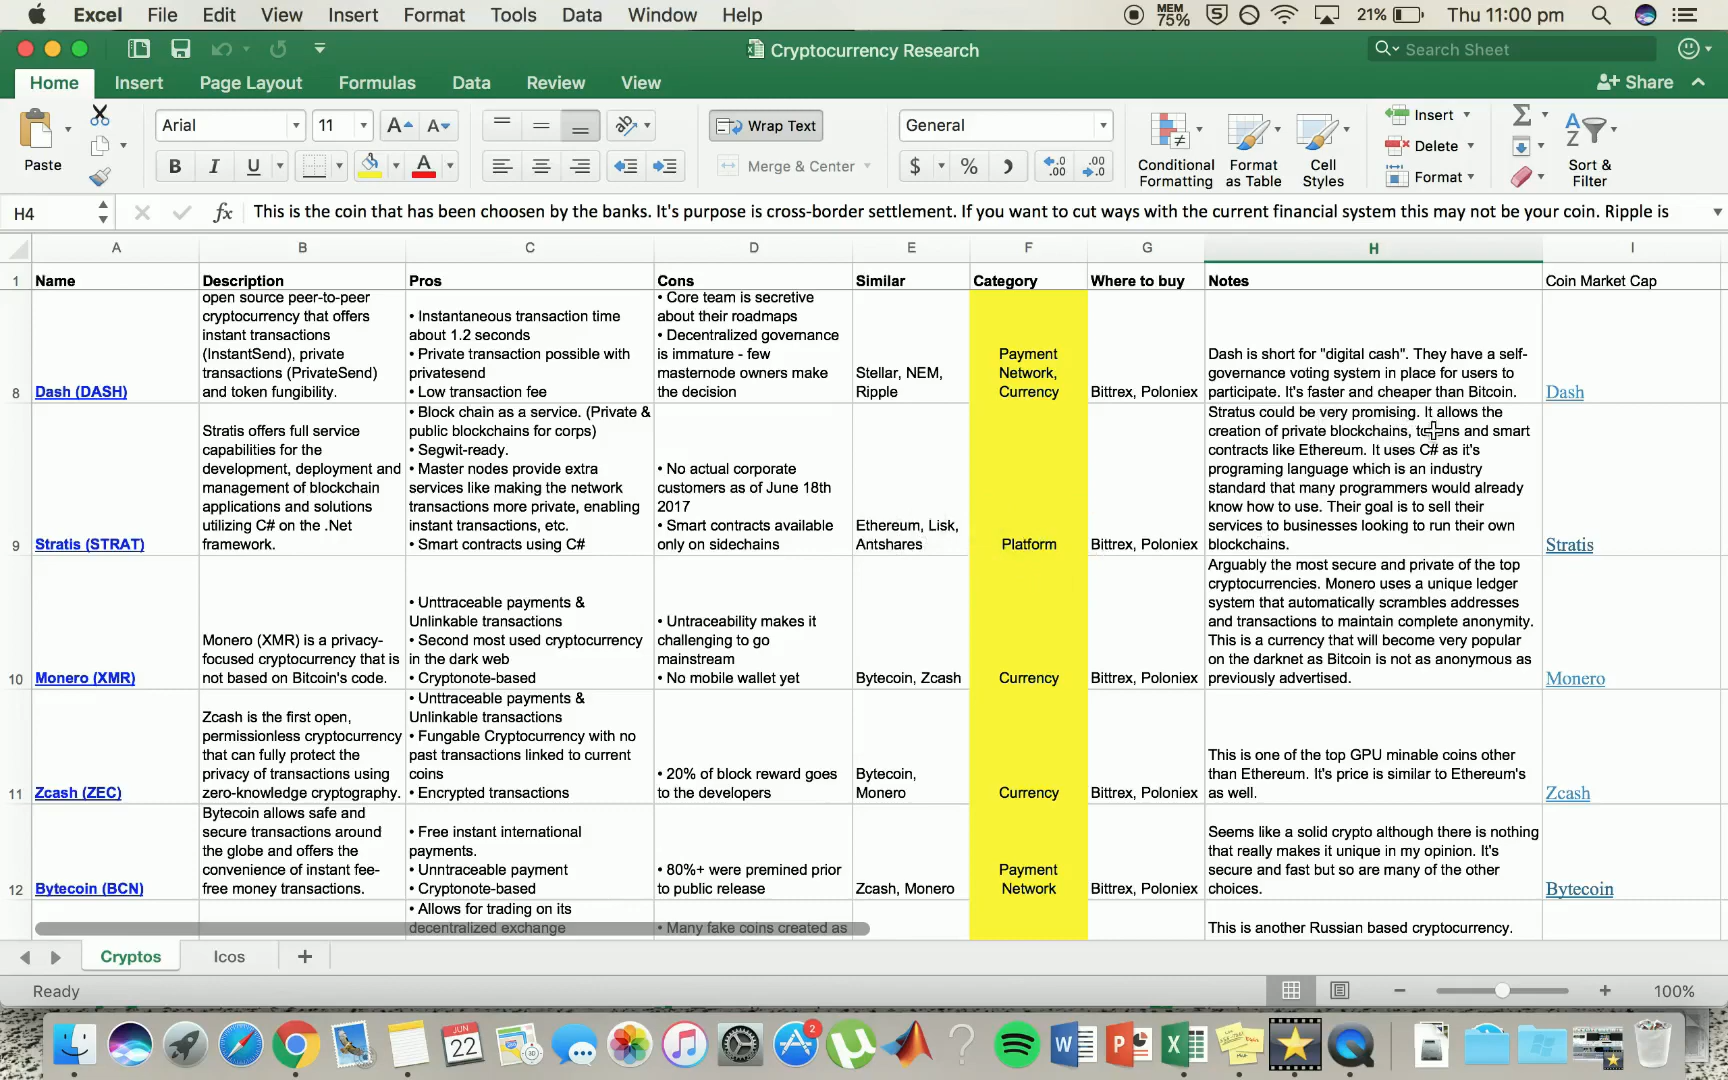 Excel File Edit View Insert Format Tools Data Window Help MEM 75% 21% Thu 11:00 pm
Cryptocurrency Research
Search Sheet
Home Insert Page Layout Formulas Data Review View Share
Paste
Arial 11
Wrap Text
General
Merge & Center
Conditional Formatting
Format as Table
Cell Styles
Insert
Delete
Format
Sort & Filter
H4 fx This is the coin that has been choosen by the banks. It's purpose is cross-border settlement. If you want to cut ways with the current financial system this may not be your coin. Ripple is
A B C D E F G H I
1 Name Description Pros Cons Similar Category Where to buy Notes Coin Market Cap
8
Dash (DASH)
open source peer-to-peer
cryptocurrency that offers
instant transactions
(InstantSend), private
transactions (PrivateSend)
and token fungibility.
• Instantaneous transaction time
about 1.2 seconds
• Private transaction possible with
privatesend
• Low transaction fee
• Core team is secretive
about their roadmaps
• Decentralized governance
is immature - few
masternode owners make
the decision
Stellar, NEM,
Ripple
Payment
Network,
Currency
Bittrex, Poloniex
Dash is short for "digital cash". They have a self-
governance voting system in place for users to
participate. It's faster and cheaper than Bitcoin.
Dash
9
Stratis (STRAT)
Stratis offers full service
capabilities for the
development, deployment and
management of blockchain
applications and solutions
utilizing C# on the .Net
framework.
• Block chain as a service. (Private &
public blockchains for corps)
• Segwit-ready.
• Master nodes provide extra
services like making the network
transactions more private, enabling
instant transactions, etc.
• Smart contracts using C#
• No actual corporate
customers as of June 18th
2017
• Smart contracts available
only on sidechains
Ethereum, Lisk,
Antshares
Platform
Bittrex, Poloniex
Stratus could be very promising. It allows the
creation of private blockchains, tokens and smart
contracts like Ethereum. It uses C# as it's
programing language which is an industry
standard that many programmers would already
know how to use. Their goal is to sell their
services to businesses looking to run their own
blockchains.
Stratis
10
Monero (XMR)
Monero (XMR) is a privacy-
focused cryptocurrency that is
not based on Bitcoin's code.
• Unttraceable payments &
Unlinkable transactions
• Second most used cryptocurrency
in the dark web
• Cryptonote-based
• Untraceability makes it
challenging to go
mainstream
• No mobile wallet yet
Bytecoin, Zcash
Currency
Bittrex, Poloniex
Arguably the most secure and private of the top
cryptocurrencies. Monero uses a unique ledger
system that automatically scrambles addresses
and transactions to maintain complete anonymity.
This is a currency that will become very popular
on the darknet as Bitcoin is not as anonymous as
previously advertised.
Monero
11
Zcash (ZEC)
Zcash is the first open,
permissionless cryptocurrency
that can fully protect the
privacy of transactions using
zero-knowledge cryptography.
• Unttraceable payments &
Unlinkable transactions
• Fungable Cryptocurrency with no
past transactions linked to current
coins
• Encrypted transactions
• 20% of block reward goes
to the developers
Bytecoin,
Monero
Currency
Bittrex, Poloniex
This is one of the top GPU minable coins other
than Ethereum. It's price is similar to Ethereum's
as well.
Zcash
12
Bytecoin (BCN)
Bytecoin allows safe and
secure transactions around
the globe and offers the
convenience of instant fee-
free money transactions.
• Free instant international
payments.
• Unntraceable payment
• Cryptonote-based
• 80%+ were premined prior
to public release
Zcash, Monero
Payment
Network
Bittrex, Poloniex
Seems like a solid crypto although there is nothing
that really makes it unique in my opinion. It's
secure and fast but so are many of the other
choices.
Bytecoin
• Allows for trading on its
decentralized exchange
• Many fake coins created as
This is another Russian based cryptocurrency.
Cryptos Icos
Ready 100%
JUN
22
2